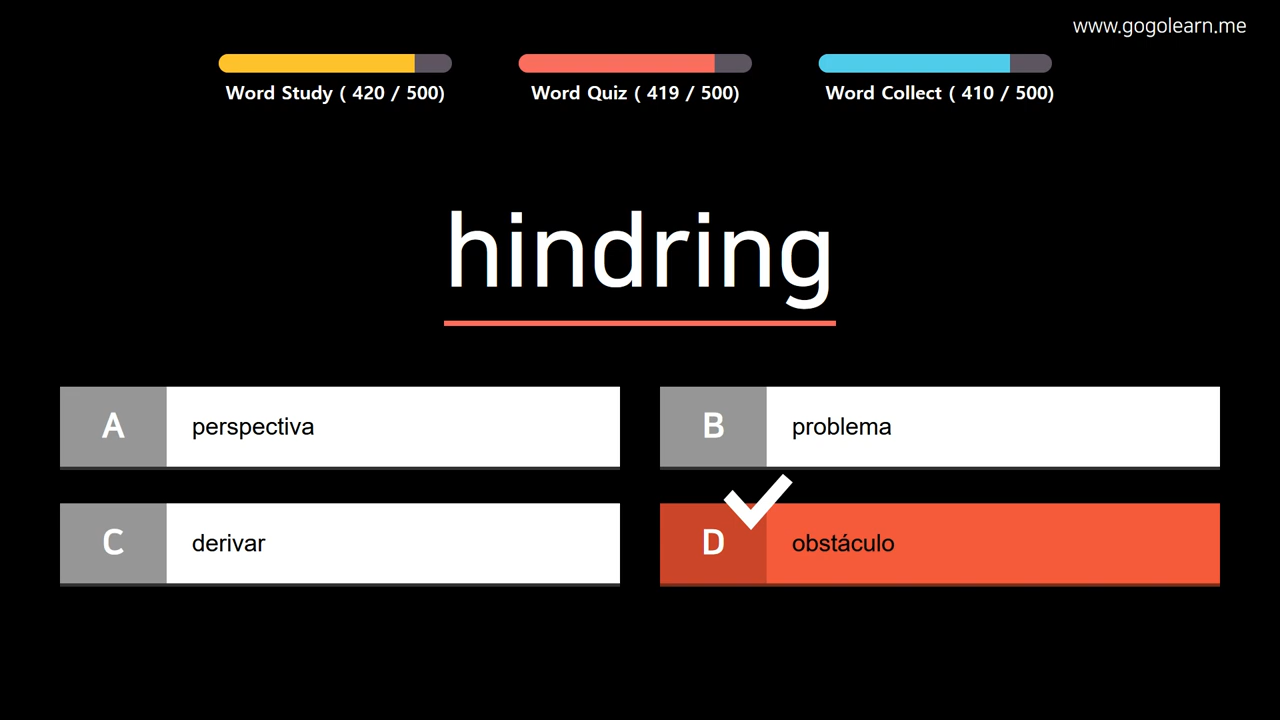 www.gogolearn.me
Word Study ( 420 / 500)
Word Quiz ( 419 / 500)
Word Collect ( 410 / 500)
hindring
A perspectiva
B problema
C derivar
D obstáculo